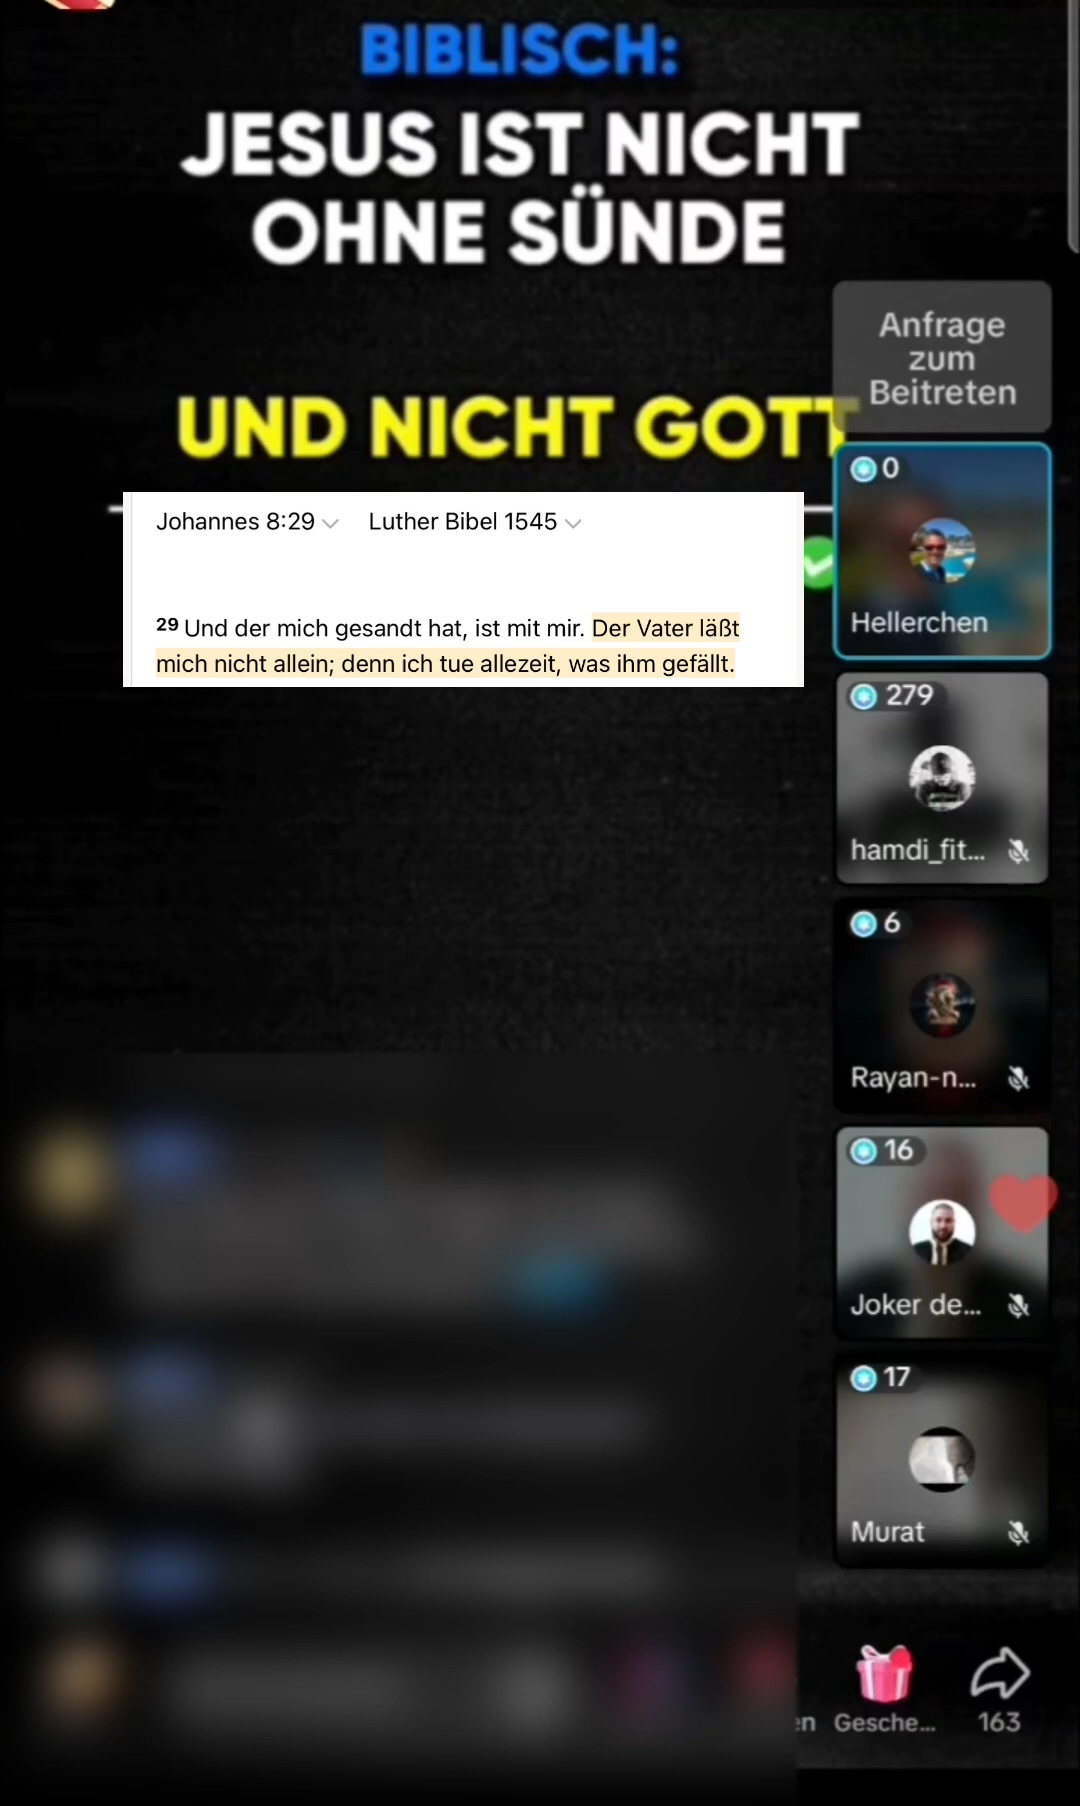 BIBLISCH:
JESUS IST NICHT
OHNE SÜNDE
UND NICHT GOTT
Johannes 8:29 Luther Bibel 1545
29 Und der mich gesandt hat, ist mit mir. Der Vater läßt
mich nicht allein; denn ich tue allezeit, was ihm gefällt.
Anfrage
zum
Beitreten
0
Hellerchen
279
hamdi_fit...
6
Rayan-n...
16
Joker de...
17
Murat
en
Gesche...
163